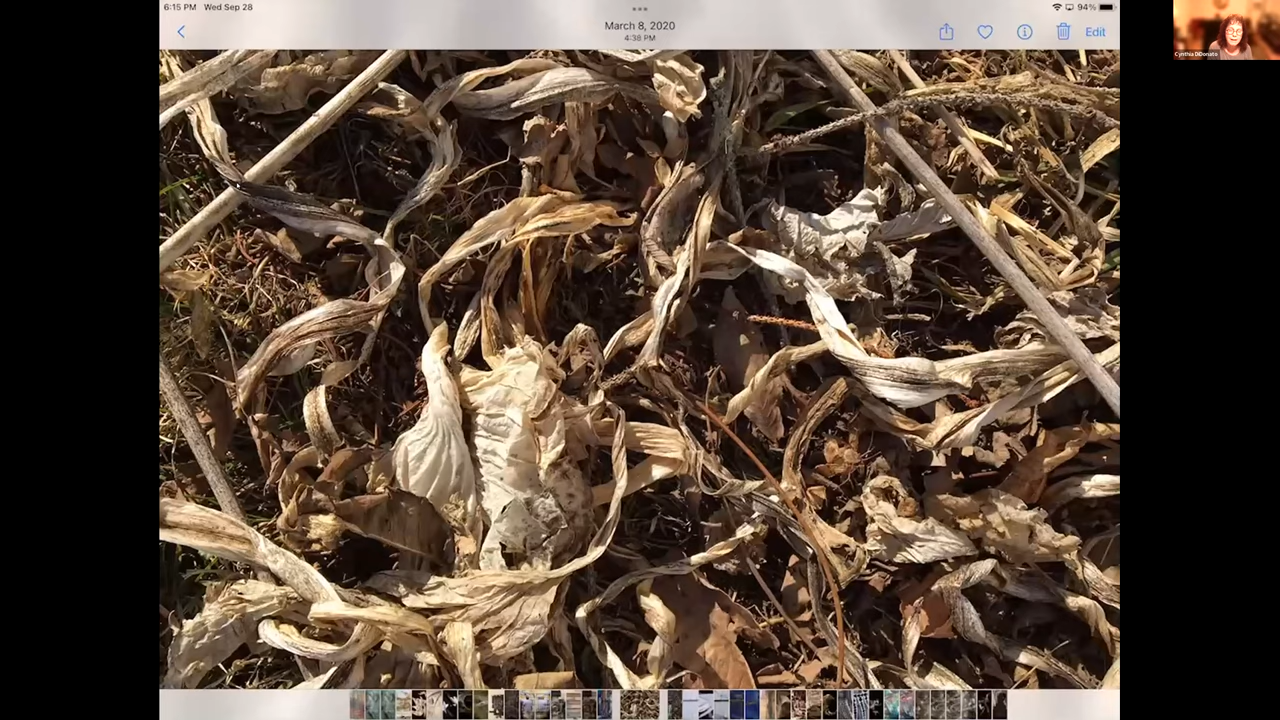 6:15 PM Wed Sep 28
94%
March 8, 2020
4:38 PM
Edit
Cynthia DiDonato